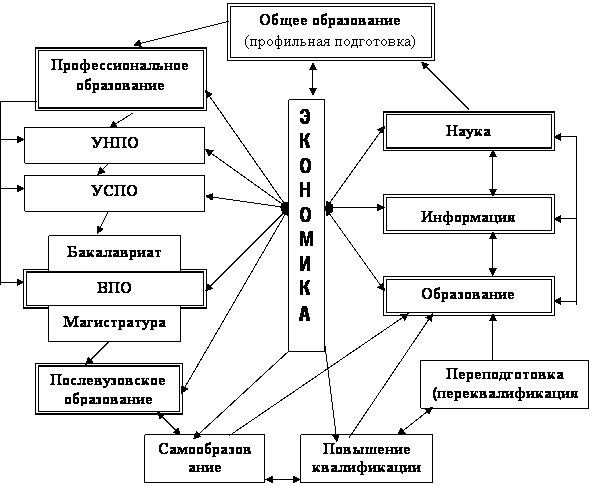 Общее образование
(профильная подготовка)
Профессиональное
образование
УНПО
УСПО
Бакалавриат
ВПО
Магистратура
Послевузовское
образование
ЭКОНОМИКА
Наука
Информация
Образование
Переподготовка
(переквалификация
Самообразов
ание
Повышение
квалификации